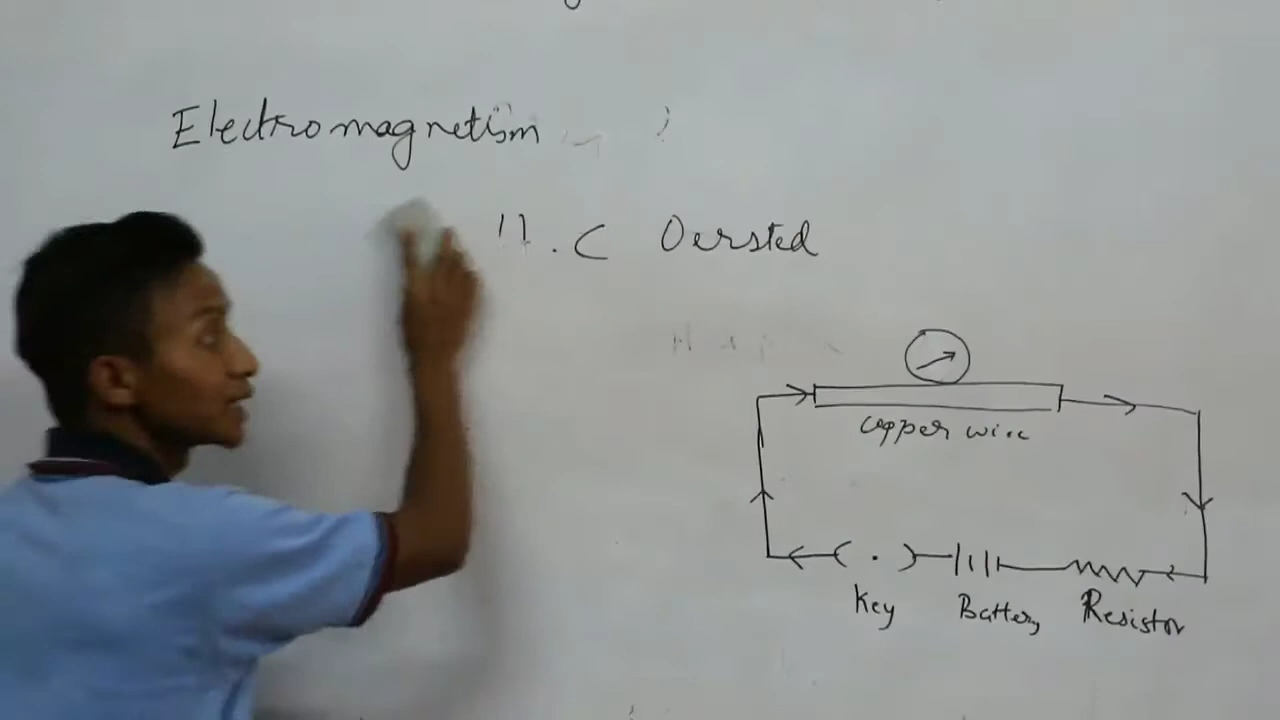 Electromagnetism
H.C Oersted
copper wire
Key Battery Resistor